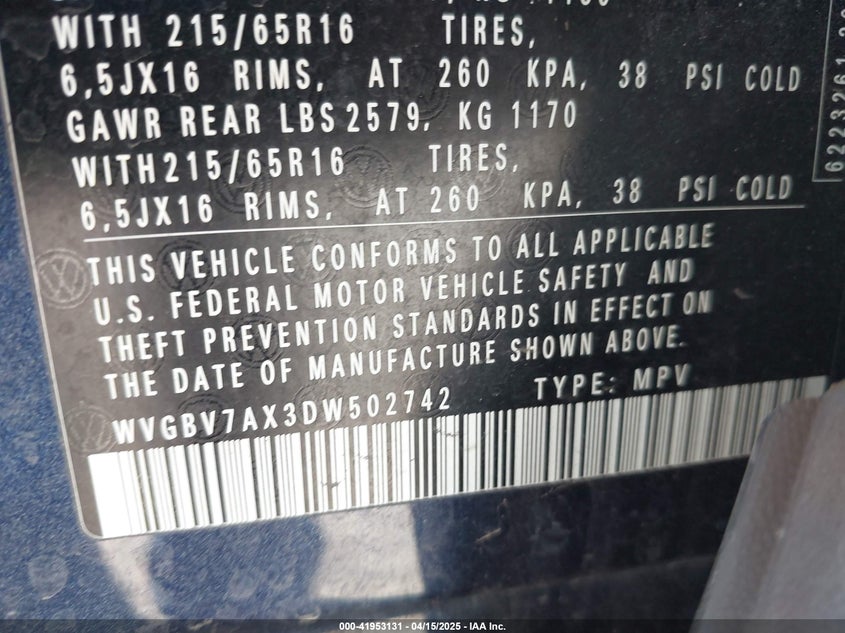 WITH 215/65R16 TIRES,
6,5JX16 RIMS, AT 260 KPA, 38 PSI COLD
GAWR REAR LBS 2579, KG 1170
WITH215/65R16 TIRES,
6,5JX16 RIMS, AT 260 KPA, 38 PSI COLD
THIS VEHICLE CONFORMS TO ALL APPLICABLE
U.S. FEDERAL MOTOR VEHICLE SAFETY AND
THEFT PREVENTION STANDARDS IN EFFECT ON
THE DATE OF MANUFACTURE SHOWN ABOVE.
WVGBV7AX3DW502742 TYPE: MPV
000-41953131 - 04/15/2025 - IAA Inc.